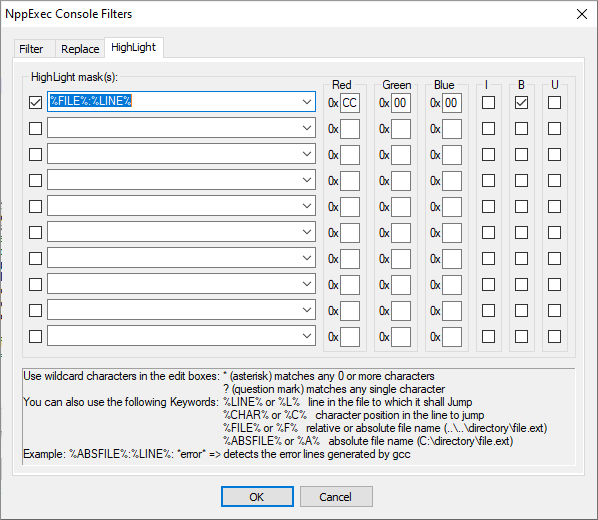 NppExec Console Filters
Filter Replace HighLight
HighLight mask(s): Red Green Blue I B U
%FILE%:%LINE% 0x CC 0x 00 0x 00
0x 0x 0x
0x 0x 0x
0x 0x 0x
0x 0x 0x
0x 0x 0x
0x 0x 0x
0x 0x 0x
0x 0x 0x
0x 0x 0x
Use wildcard characters in the edit boxes: * (asterisk) matches any 0 or more characters
? (question mark) matches any single character
You can also use the following Keywords: %LINE% or %L% line in the file to which it shall Jump
%CHAR% or %C% character position in the line to jump
%FILE% or %F% relative or absolute file name (..\..\directory\file.ext)
%ABSFILE% or %A% absolute file name (C:\directory\file.ext)
Example: %ABSFILE%:%LINE%: *error* => detects the error lines generated by gcc
OK Cancel